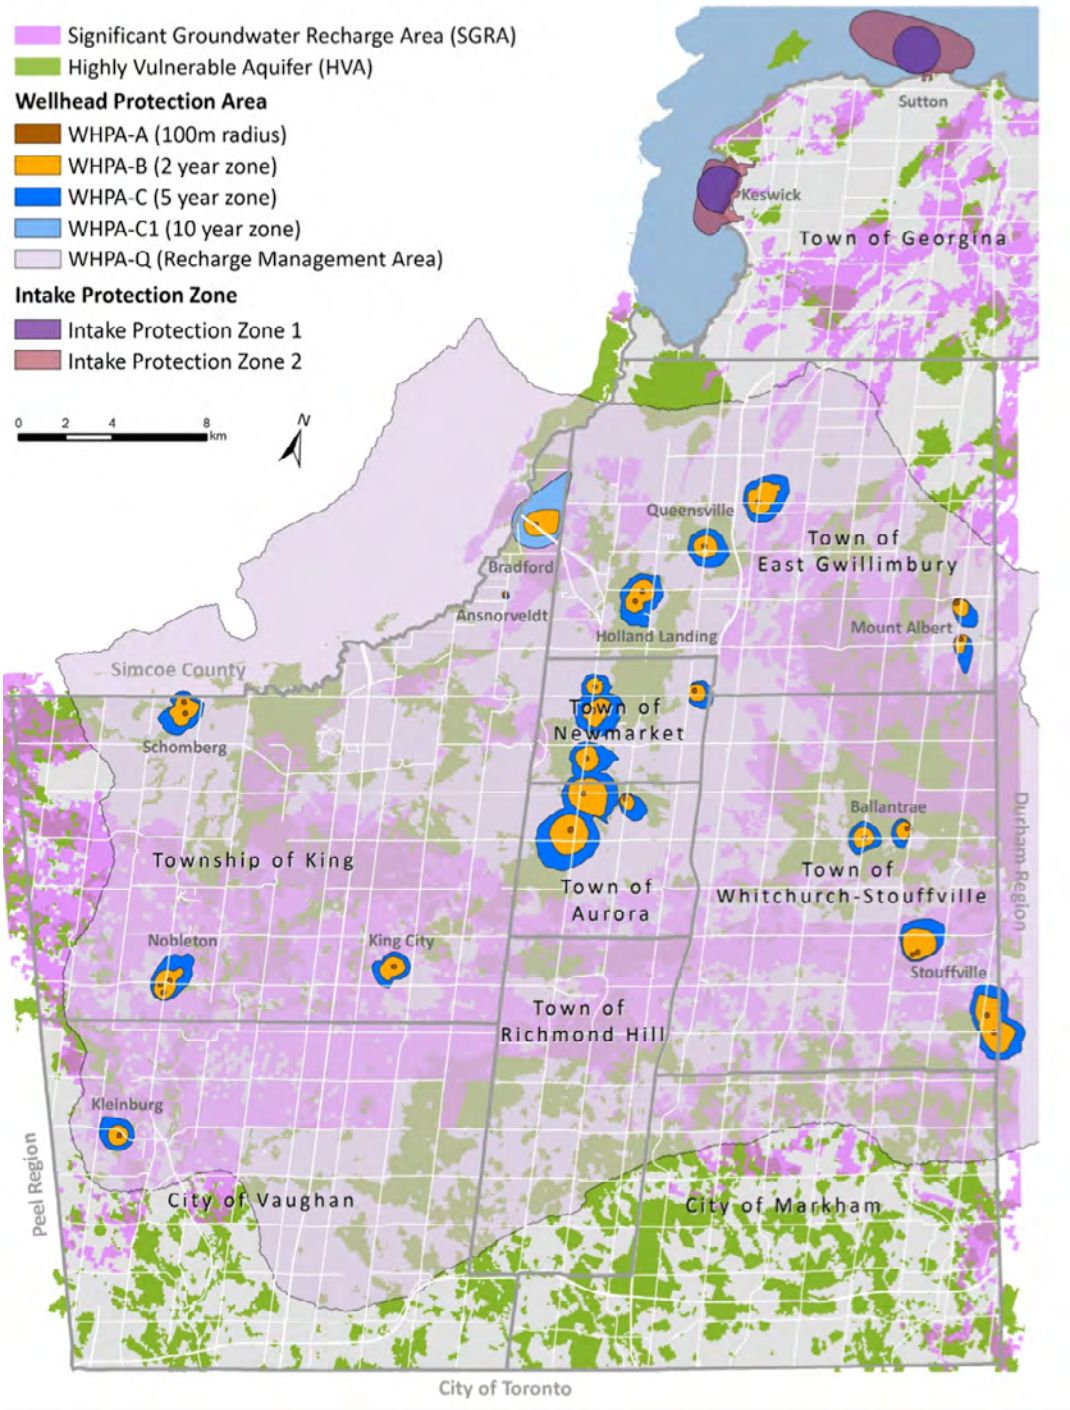 Significant Groundwater Recharge Area (SGRA)
Highly Vulnerable Aquifer (HVA)
Wellhead Protection Area
WHPA-A (100m radius)
WHPA-B (2 year zone)
WHPA-C (5 year zone)
WHPA-C1 (10 year zone)
WHPA-Q (Recharge Management Area)
Intake Protection Zone
Intake Protection Zone 1
Intake Protection Zone 2
0 2 4 8
km
N
Sutton
Keswick
Town of Georgina
Queensville
Town of
East Gwillimbury
Bradford
Ansnorveldt
Holland Landing
Mount Albert
Simcoe County
Schomberg
Town of
Newmarket
Ballantrae
Durham Region
Township of King
Town of
Whitchurch-Stouffville
Town of
Aurora
Nobleton
King City
Stouffville
Town of
Richmond Hill
Kleinburg
Peel Region
City of Vaughan
City of Markham
City of Toronto